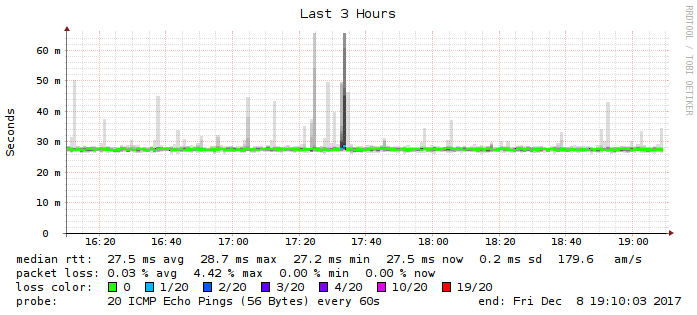 Last 3 Hours
RRDTOOL / TOBI OETIKER
Seconds
60 m
50 m
40 m
30 m
20 m
10 m
0
16:20 16:40 17:00 17:20 17:40 18:00 18:20 18:40 19:00
median rtt: 27.5 ms avg 28.7 ms max 27.2 ms min 27.5 ms now 0.2 ms sd 179.6 am/s
packet loss: 0.03 % avg 4.42 % max 0.00 % min 0.00 % now
loss color: 0 1/20 2/20 3/20 4/20 10/20 19/20
probe: 20 ICMP Echo Pings (56 Bytes) every 60s end: Fri Dec 8 19:10:03 2017